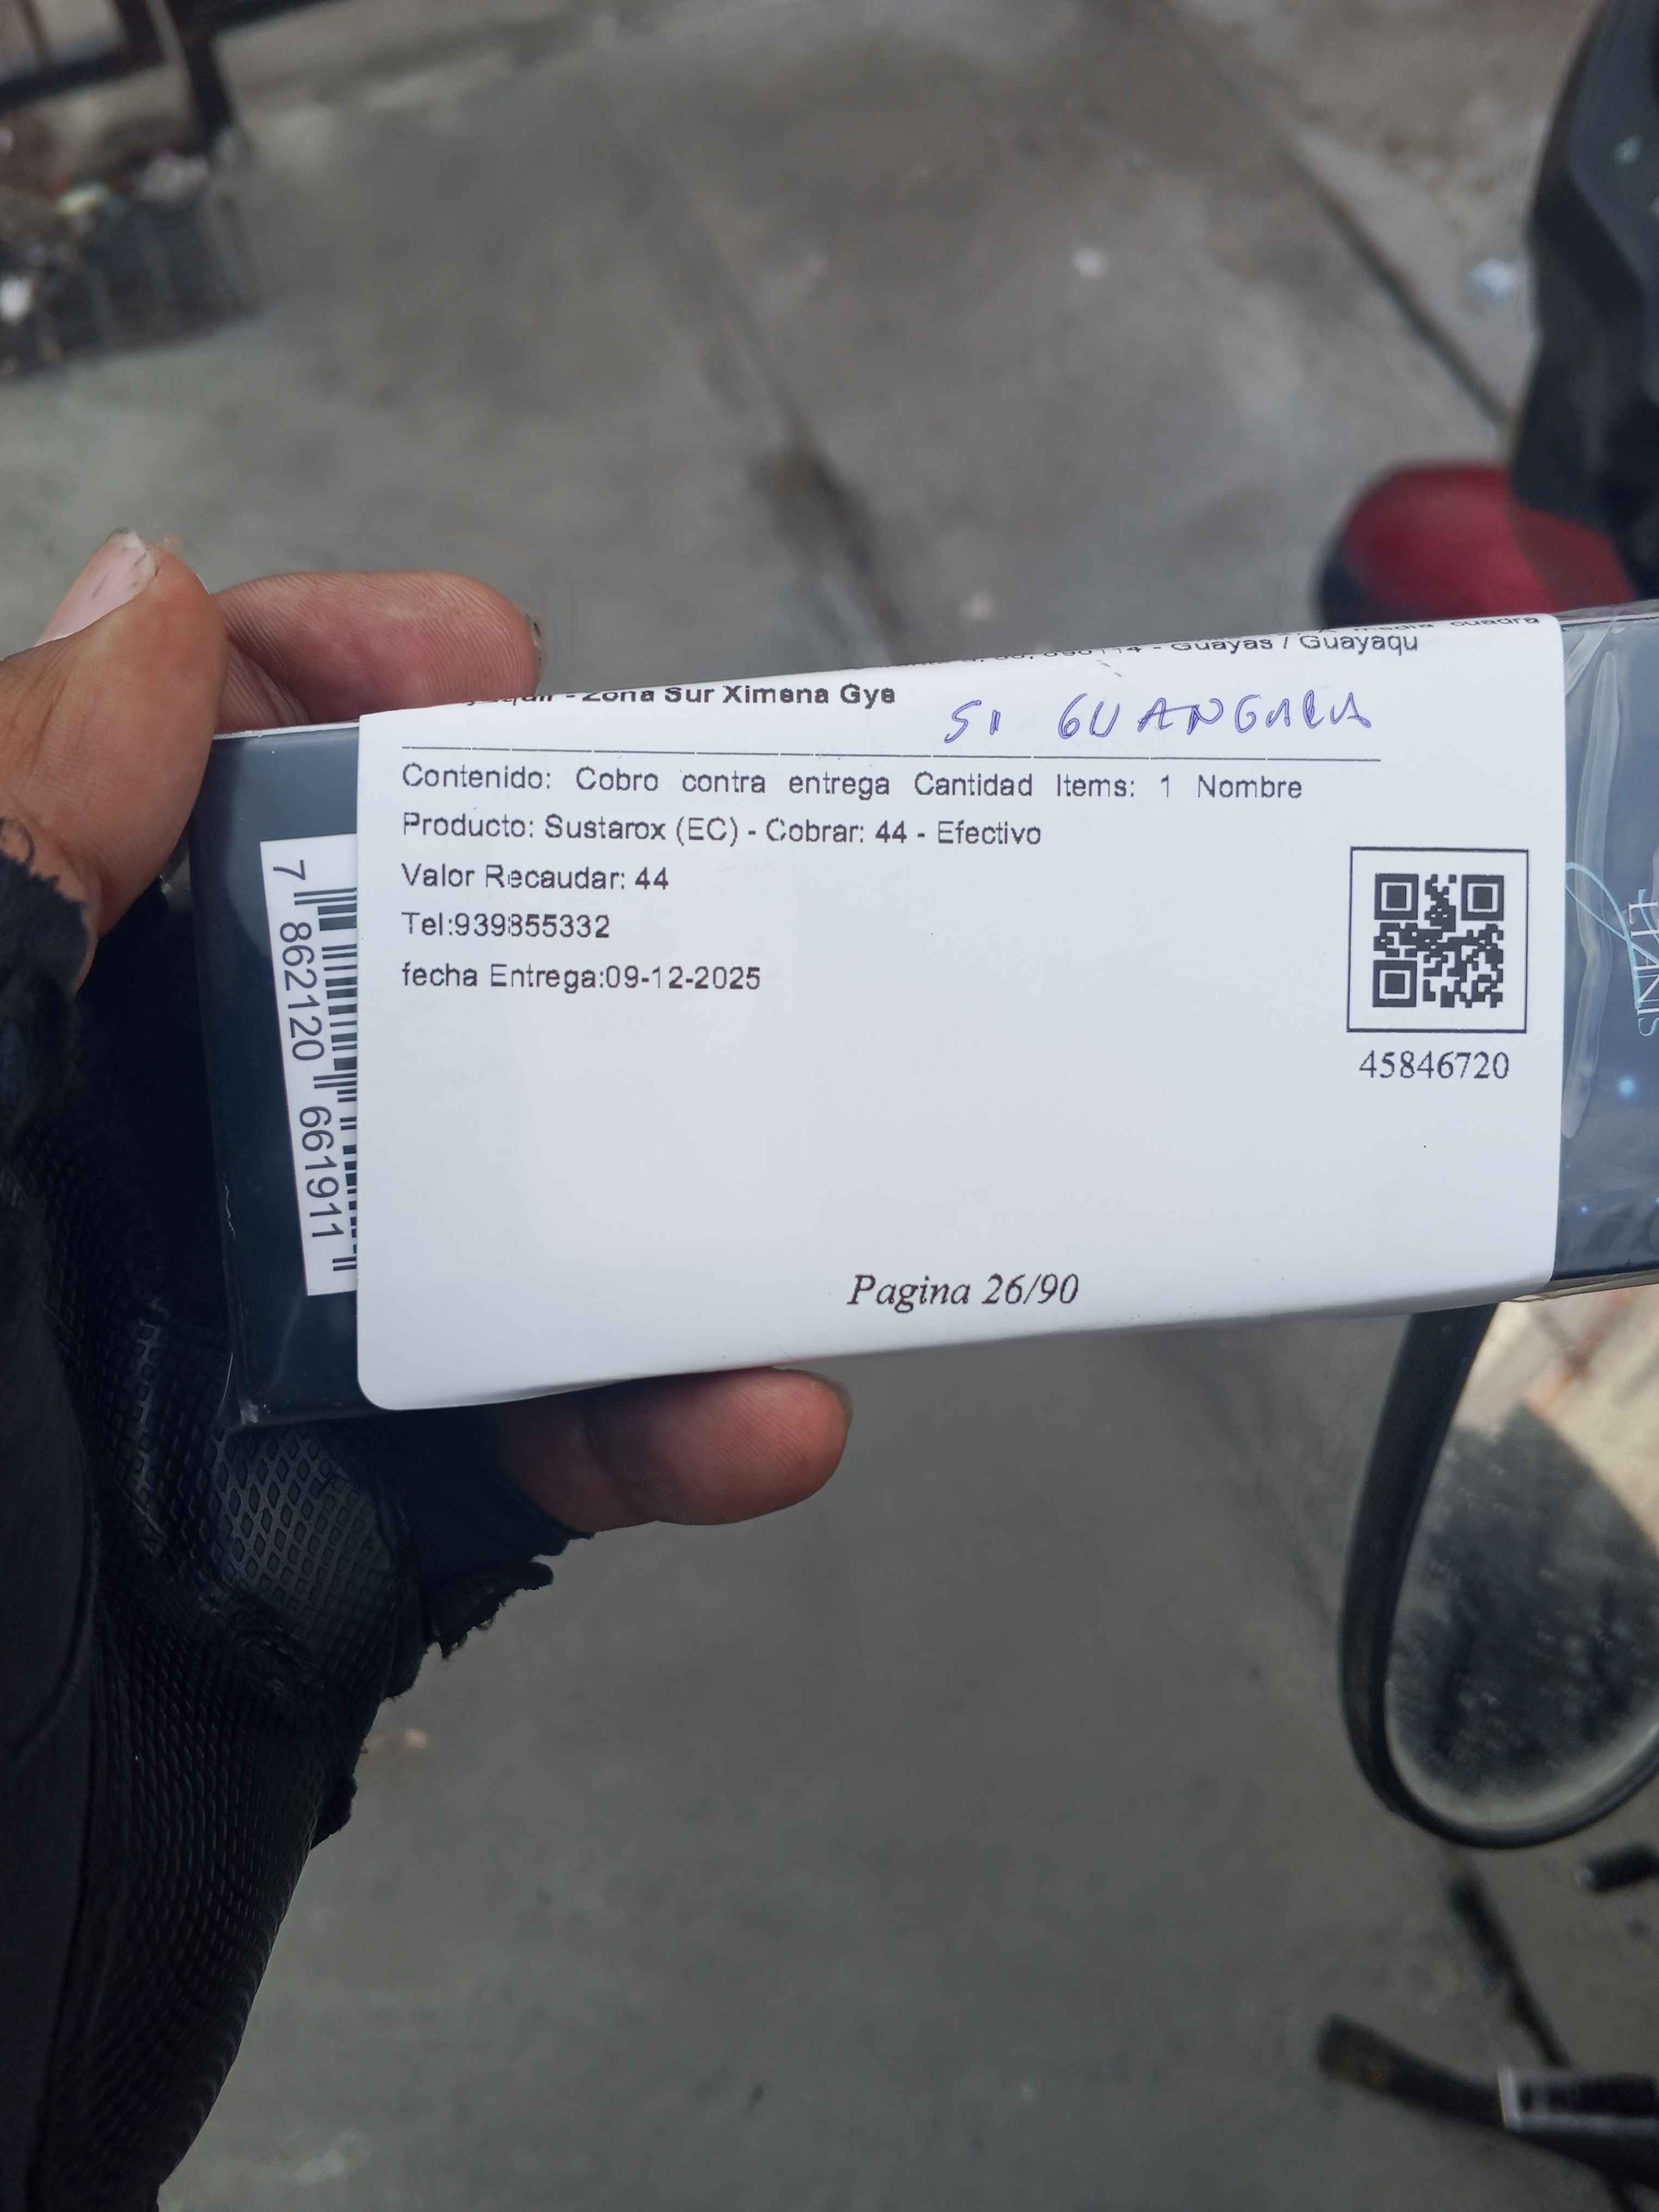 media cuadra
- Guayas / Guayaqu
- Zona Sur Ximena Gye
SI GUANGALA
Contenido: Cobro contra entrega Cantidad Items: 1 Nombre
Producto: Sustarox (EC) - Cobrar: 44 - Efectivo
Valor Recaudar: 44
Tel:939855332
fecha Entrega:09-12-2025
45846720
Pagina 26/90
7 862120 661911